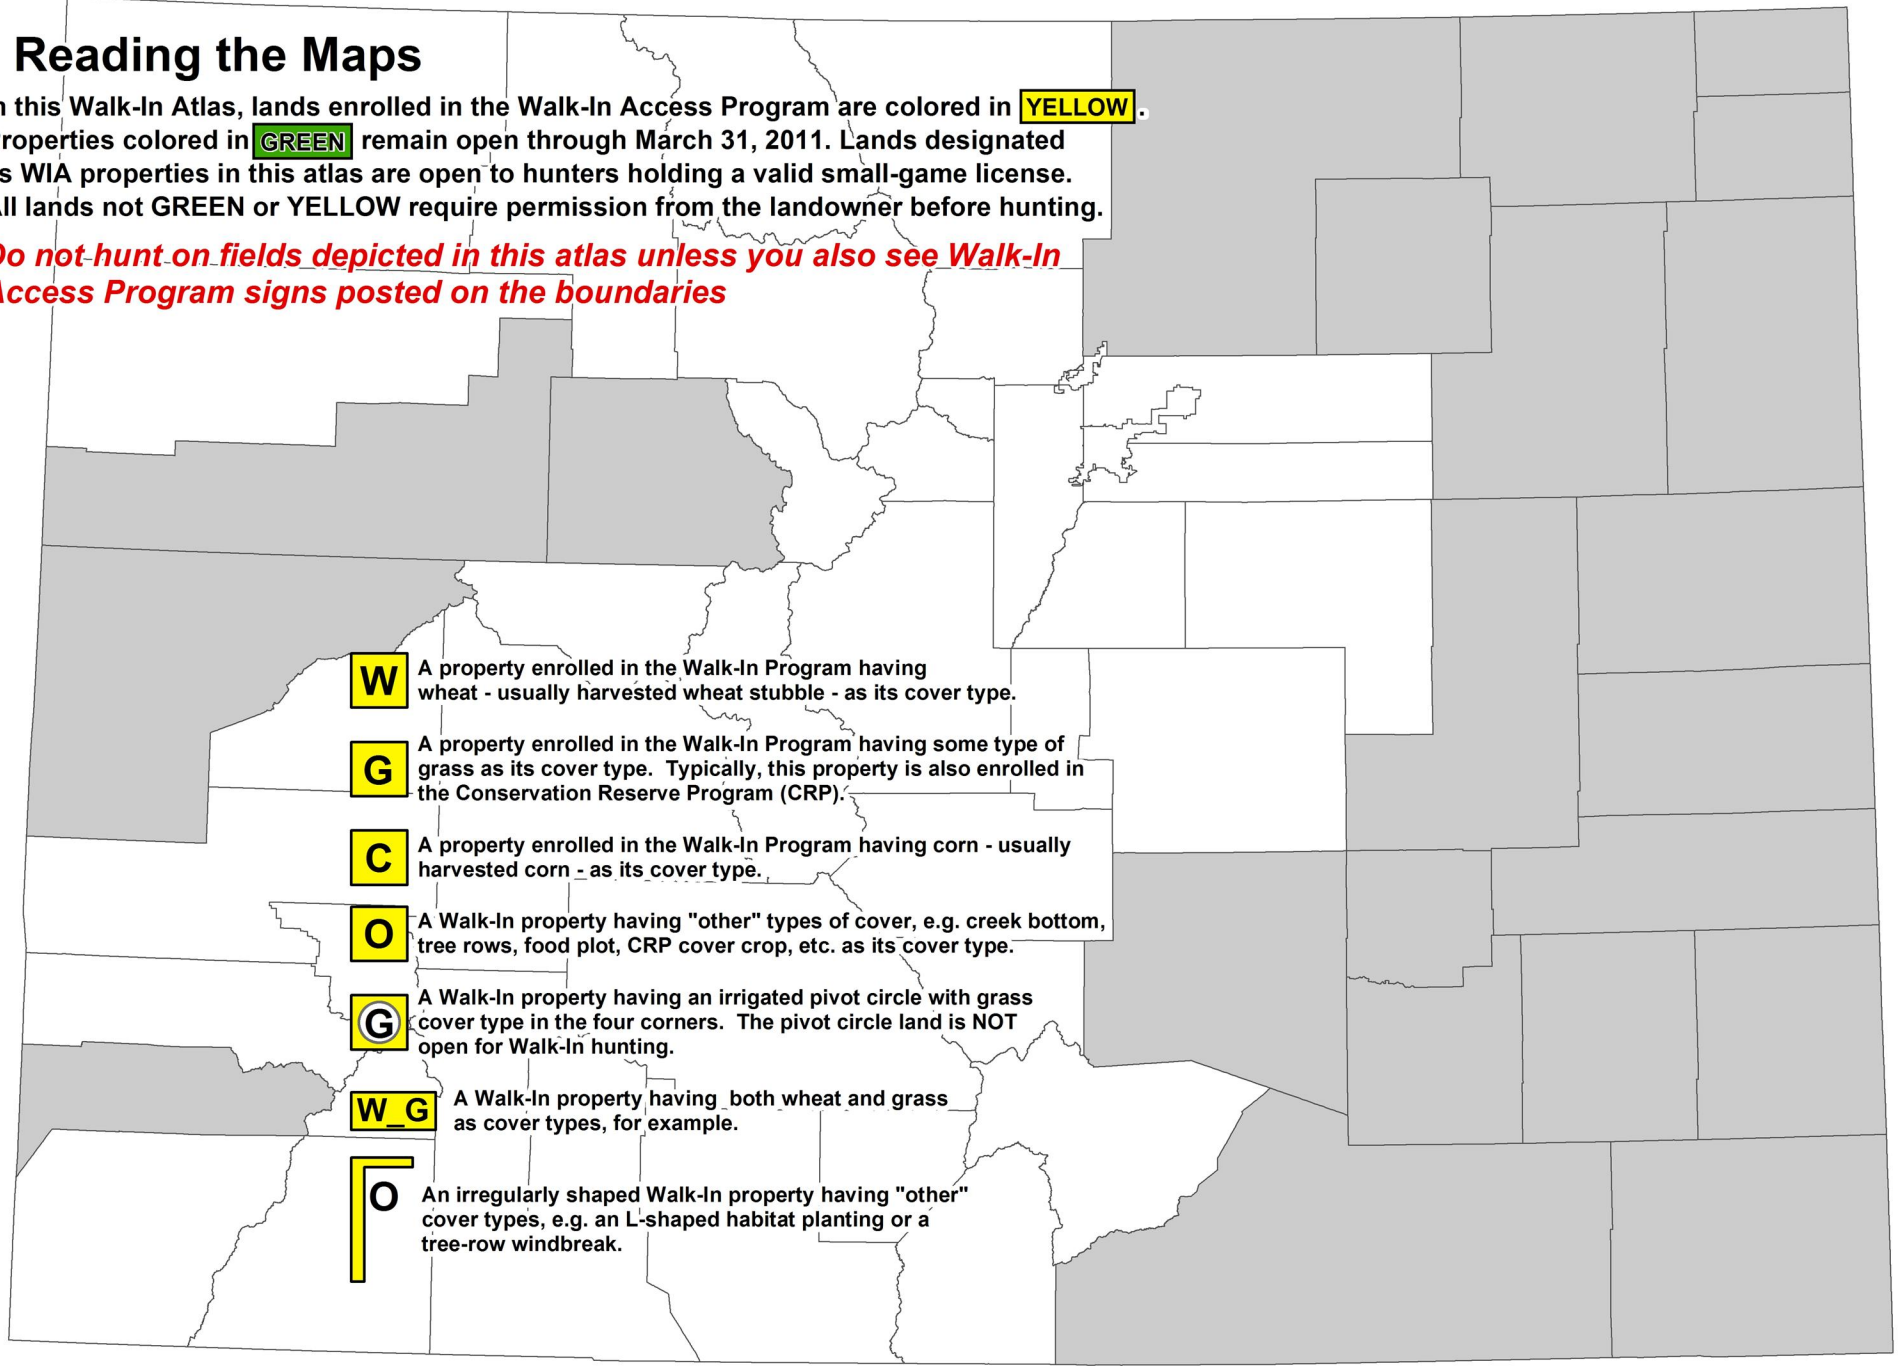 Reading the Maps
n this Walk-In Atlas, lands enrolled in the Walk-In Access Program are colored in YELLOW.
roperties colored in GREEN remain open through March 31, 2011. Lands designated
s WIA properties in this atlas are open to hunters holding a valid small-game license.
ll lands not GREEN or YELLOW require permission from the landowner before hunting.
Do not hunt on fields depicted in this atlas unless you also see Walk-In
Access Program signs posted on the boundaries
W A property enrolled in the Walk-In Program having
wheat - usually harvested wheat stubble - as its cover type.
G A property enrolled in the Walk-In Program having some type of
grass as its cover type. Typically, this property is also enrolled in
the Conservation Reserve Program (CRP).
C A property enrolled in the Walk-In Program having corn - usually
harvested corn - as its cover type.
O A Walk-In property having "other" types of cover, e.g. creek bottom,
tree rows, food plot, CRP cover crop, etc. as its cover type.
G A Walk-In property having an irrigated pivot circle with grass
cover type in the four corners. The pivot circle land is NOT
open for Walk-In hunting.
W_G A Walk-In property having both wheat and grass
as cover types, for example.
O An irregularly shaped Walk-In property having "other"
cover types, e.g. an L-shaped habitat planting or a
tree-row windbreak.